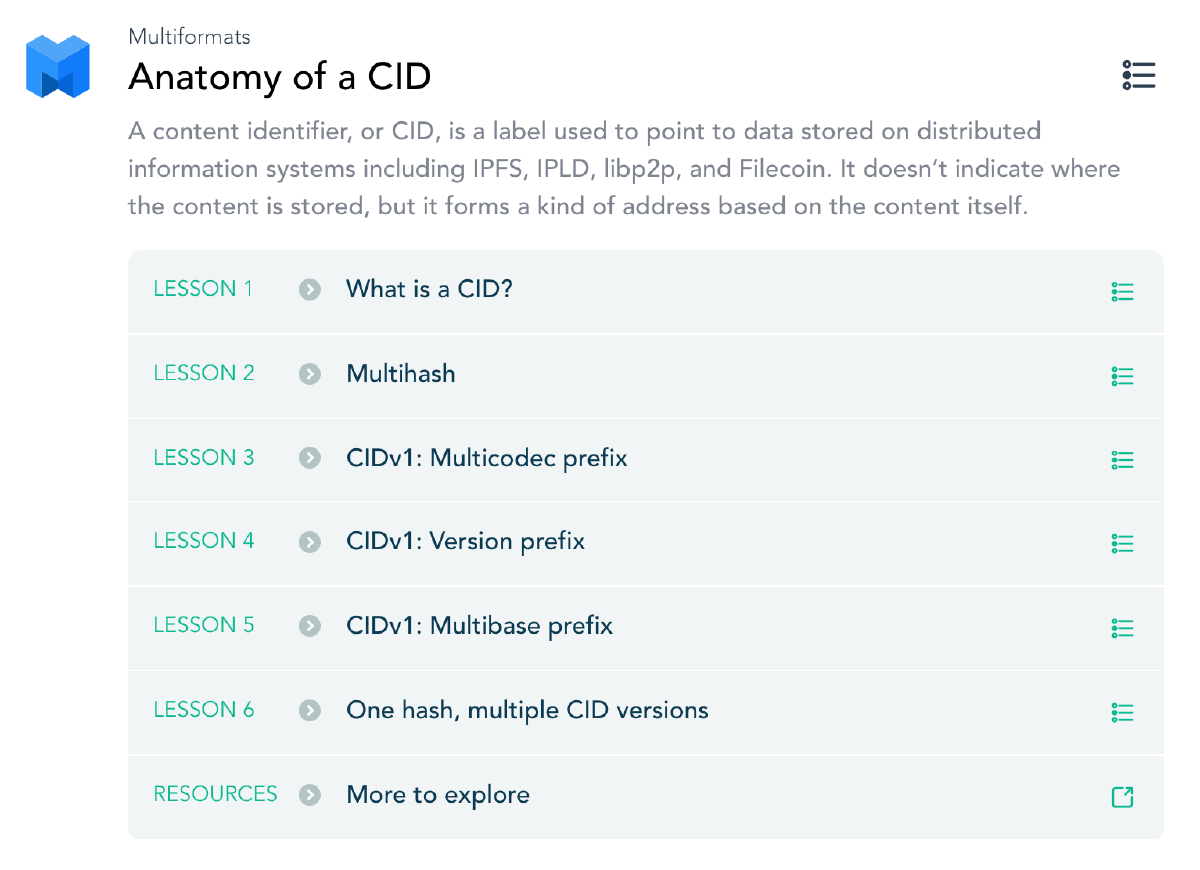 Multiformats
Anatomy of a CID
A content identifier, or CID, is a label used to point to data stored on distributed
information systems including IPFS, IPLD, libp2p, and Filecoin. It doesn’t indicate where
the content is stored, but it forms a kind of address based on the content itself.
LESSON 1 What is a CID?
LESSON 2 Multihash
LESSON 3 CIDv1: Multicodec prefix
LESSON 4 CIDv1: Version prefix
LESSON 5 CIDv1: Multibase prefix
LESSON 6 One hash, multiple CID versions
RESOURCES More to explore